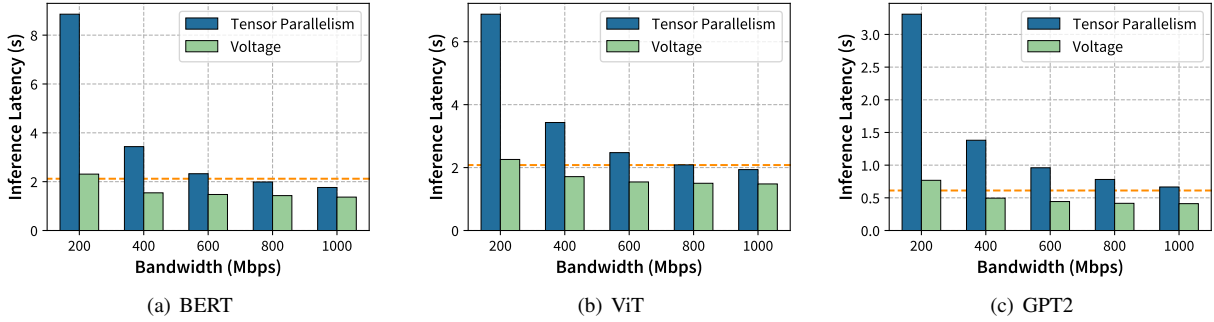 Inference Latency (s)
8
6
4
2
0
Tensor Parallelism
Voltage
200 400 600 800 1000
Bandwidth (Mbps)
(a) BERT
Inference Latency (s)
6
4
2
0
Tensor Parallelism
Voltage
200 400 600 800 1000
Bandwidth (Mbps)
(b) ViT
Inference Latency (s)
3.0
2.5
2.0
1.5
1.0
0.5
0.0
Tensor Parallelism
Voltage
200 400 600 800 1000
Bandwidth (Mbps)
(c) GPT2